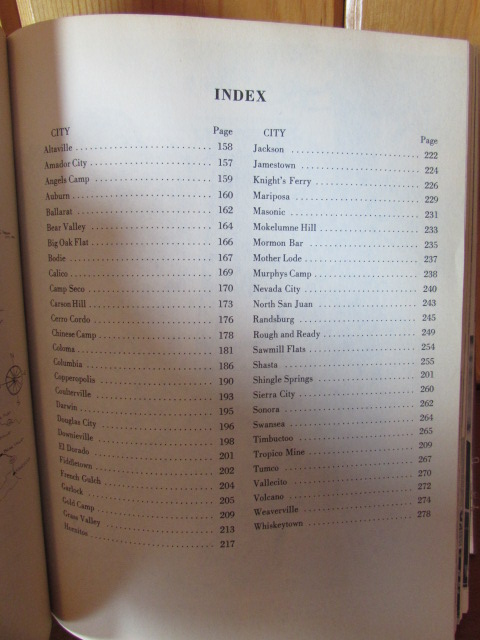 INDEX
CITY Page
Altaville 158
Amador City 157
Angels Camp 159
Auburn 160
Ballarat 162
Bear Valley 164
Big Oak Flat 166
Bodie 167
Calico 169
Camp Seco 170
Carson Hill 173
Cerro Gordo 176
Chinese Camp 178
Coloma 181
Columbia 186
Copperopolis 190
Coulterville 193
Darwin 195
Douglas City 196
Downieville 198
El Dorado 201
Fiddletown 202
French Gulch 204
Garlock 205
Gold Camp 209
Grass Valley 213
Hornitos 217
CITY Page
Jackson 222
Jamestown 224
Knight's Ferry 226
Mariposa 229
Masonic 231
Mokelumne Hill 233
Mormon Bar 235
Mother Lode 237
Murphys Camp 238
Nevada City 240
North San Juan 243
Randsburg 245
Rough and Ready 249
Sawmill Flats 254
Shasta 255
Shingle Springs 201
Sierra City 260
Sonora 262
Swansea 264
Timbuctoo 265
Tropico Mine 209
Tumco 267
Vallecito 270
Volcano 272
Weaverville 274
Whiskeytown 278